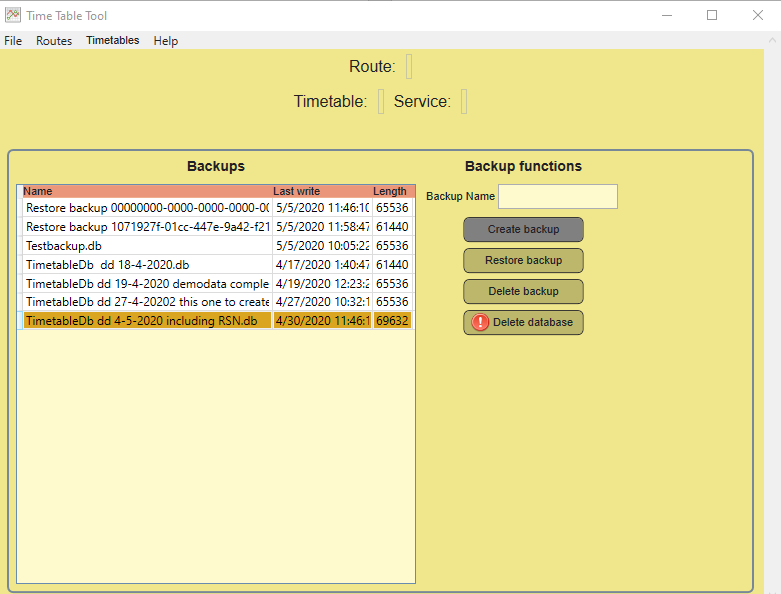 Time Table Tool
File Routes Timetables Help
Route:
Timetable: Service:
Backups
Name Last write Length
Restore backup 00000000-0000-0000-0000-00 5/5/2020 11:46:10 65536
Restore backup 1071927f-01cc-447e-9a42-f21 5/5/2020 11:58:47 61440
Testbackup.db 5/5/2020 10:05:22 65536
TimetableDb dd 18-4-2020.db 4/17/2020 1:40:47 61440
TimetableDb dd 19-4-2020 demodata comple 4/19/2020 12:23:2 65536
TimetableDb dd 27-4-20202 this one to create 4/27/2020 10:32:1 65536
TimetableDb dd 4-5-2020 including RSN.db 4/30/2020 11:46:1 69632
Backup functions
Backup Name
Create backup
Restore backup
Delete backup
Delete database